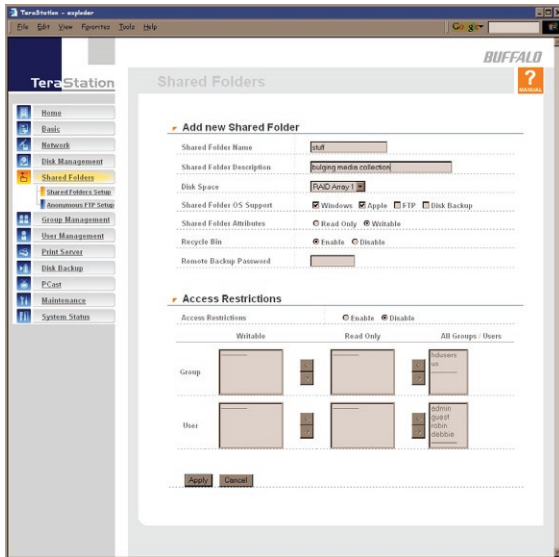 TeraStation - exploder
File Edit View Favorites Tools Help
Google
BUFFALO
TeraStation
Shared Folders
?
MANUAL
Home
Basic
Network
Disk Management
Shared Folders
Shared Folders Setup
Anonymous FTP Setup
Group Management
User Management
Print Server
Disk Backup
PCast
Maintenance
System Status
Add new Shared Folder
Shared Folder Name stuff
Shared Folder Description bulging media collection
Disk Space RAID Array 1
Shared Folder OS Support Windows Apple FTP Disk Backup
Shared Folder Attributes Read Only Writable
Recycle Bin Enable Disable
Remote Backup Password
Access Restrictions
Access Restrictions Enable Disable
Writable Read Only All Groups / Users
Group
hdusers
us
User
admin
guest
robin
debbie
Apply Cancel